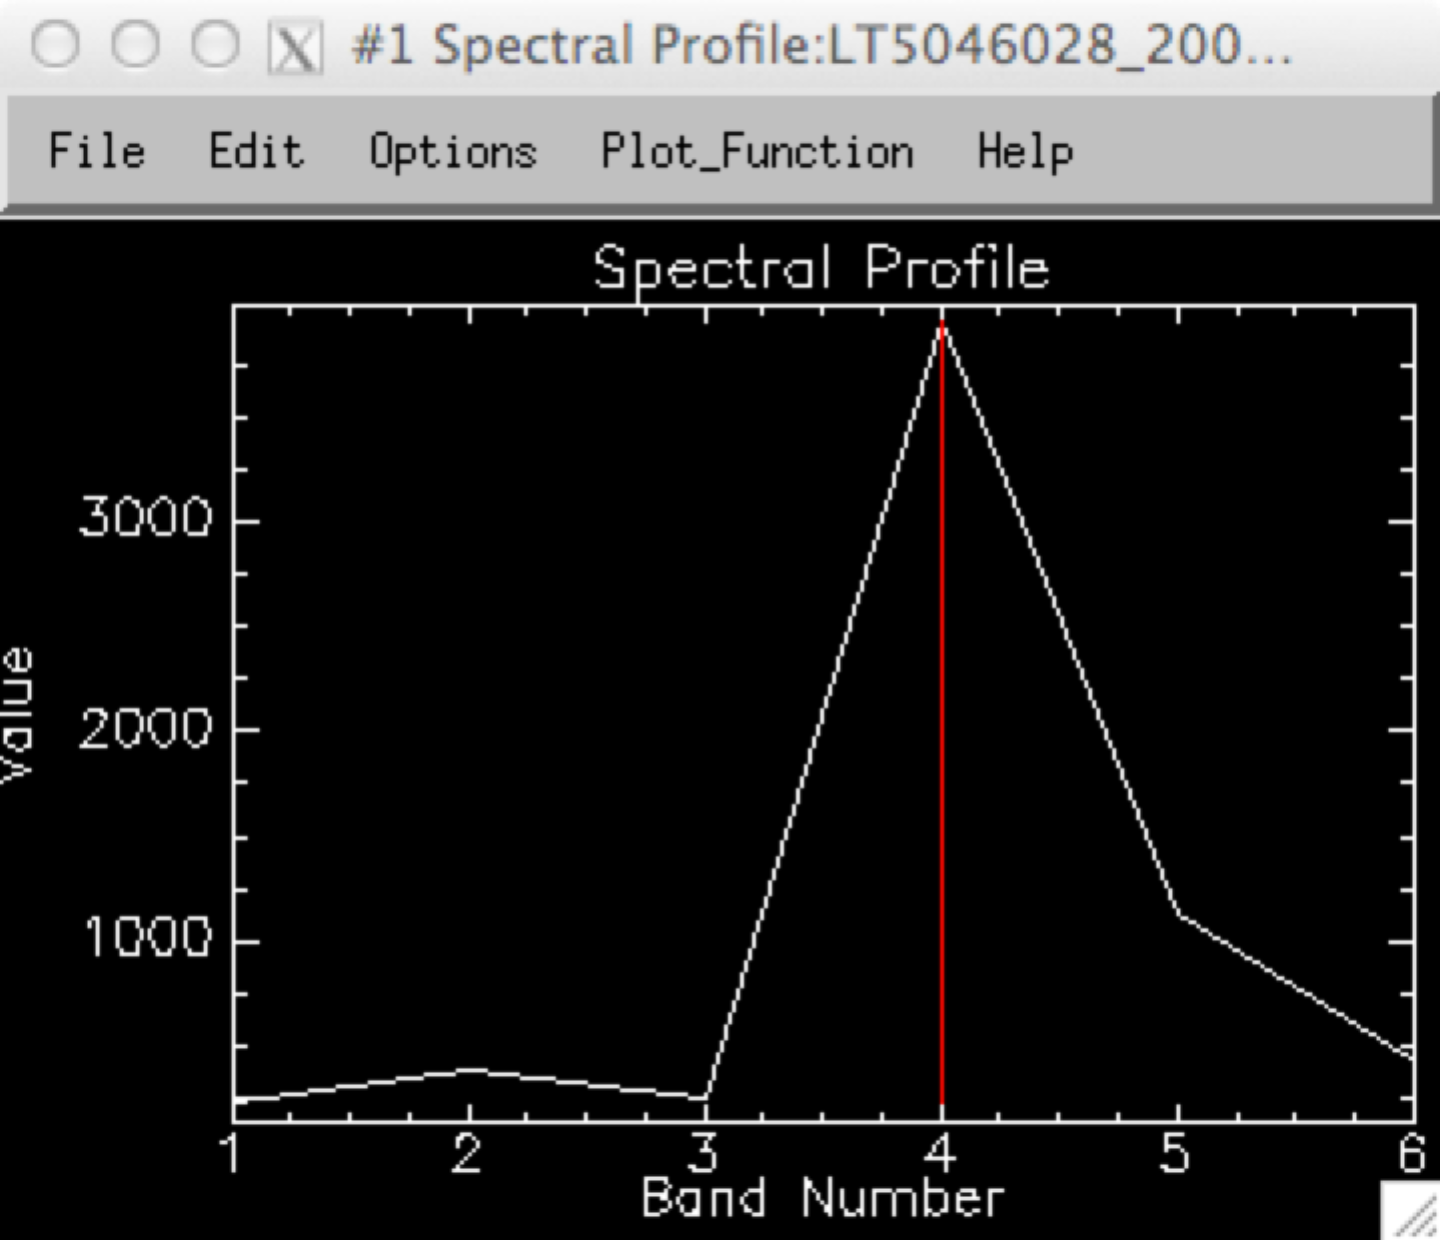 #1 Spectral Profile:LT5046028_200...
File Edit Options Plot_Function Help
Spectral Profile
3000
2000
1000
Value
1 2 3 4 5 6
Band Number